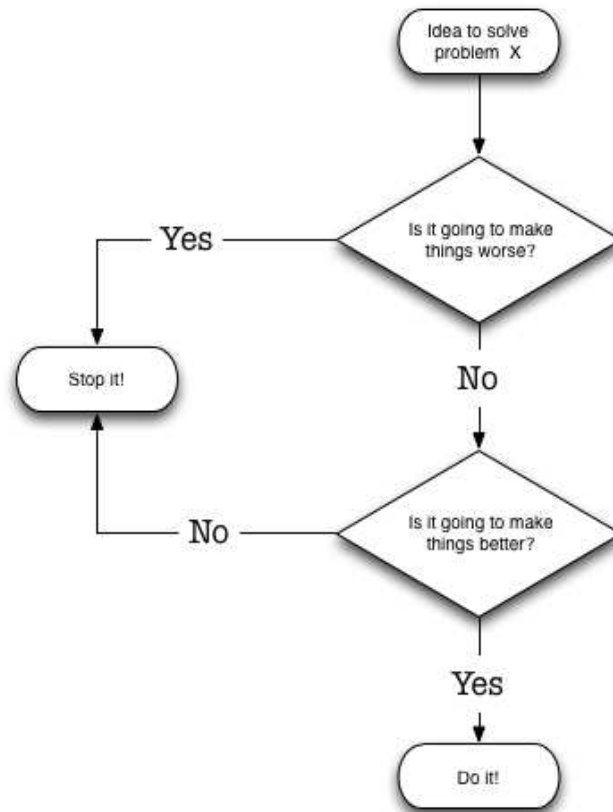 Idea to solve
problem X
Is it going to make
things worse?
Yes
Stop it!
No
Is it going to make
things better?
No
Yes
Do it!